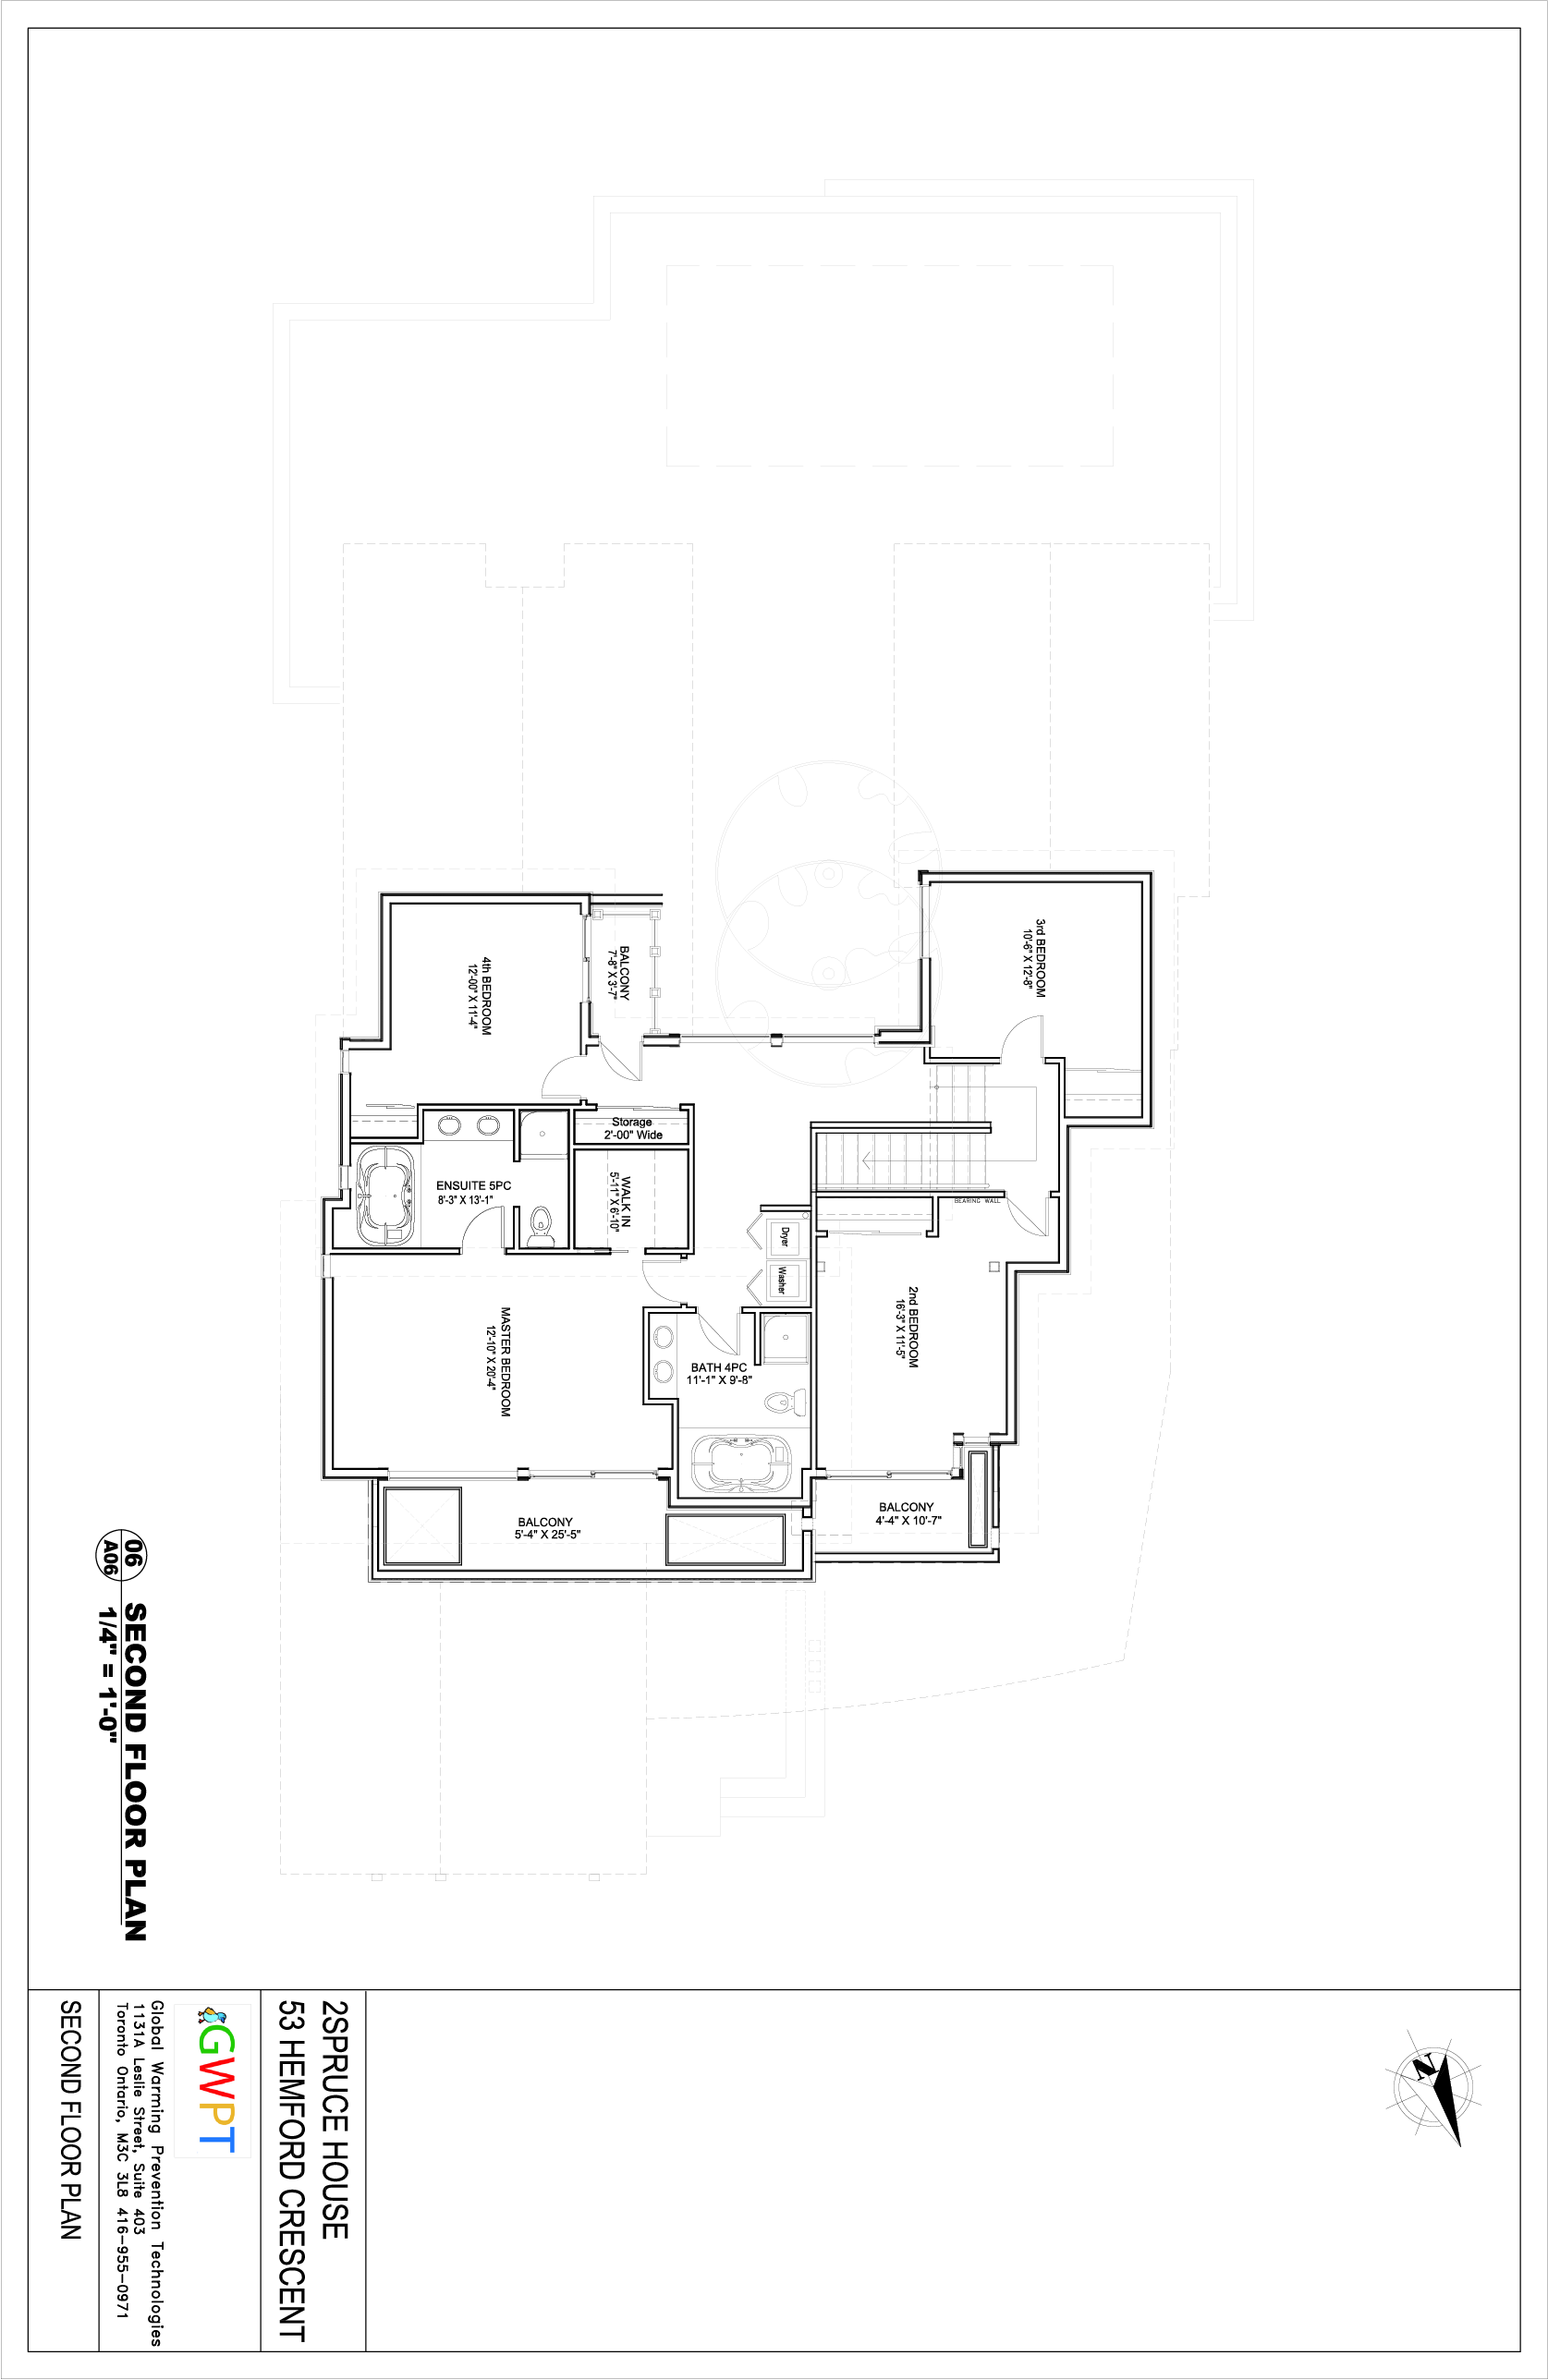 3rd BEDROOM
10'-6" X 12'-8"
BALCONY
7'-8" X 3'-7"
4th BEDROOM
12'-00" X 11'-4"
Storage
2'-00" Wide
WALK IN
5'-11" X 6'-10"
ENSUITE 5PC
8'-3" X 13'-1"
BEARING WALL
Dryer
Washer
2nd BEDROOM
16'-3" X 11'-5"
MASTER BEDROOM
12'-10" X 20'-4"
BATH 4PC
11'-1" X 9'-8"
BALCONY
4'-4" X 10'-7"
BALCONY
5'-4" X 25'-5"
06
A06
SECOND FLOOR PLAN
1/4" = 1'-0"
N
2SPRUCE HOUSE
53 HEMFORD CRESCENT
GWPT
Global Warming Prevention Technologies
1131A Leslie Street, Suite 403
Toronto Ontario, M3C 3L8 416-955-0971
SECOND FLOOR PLAN